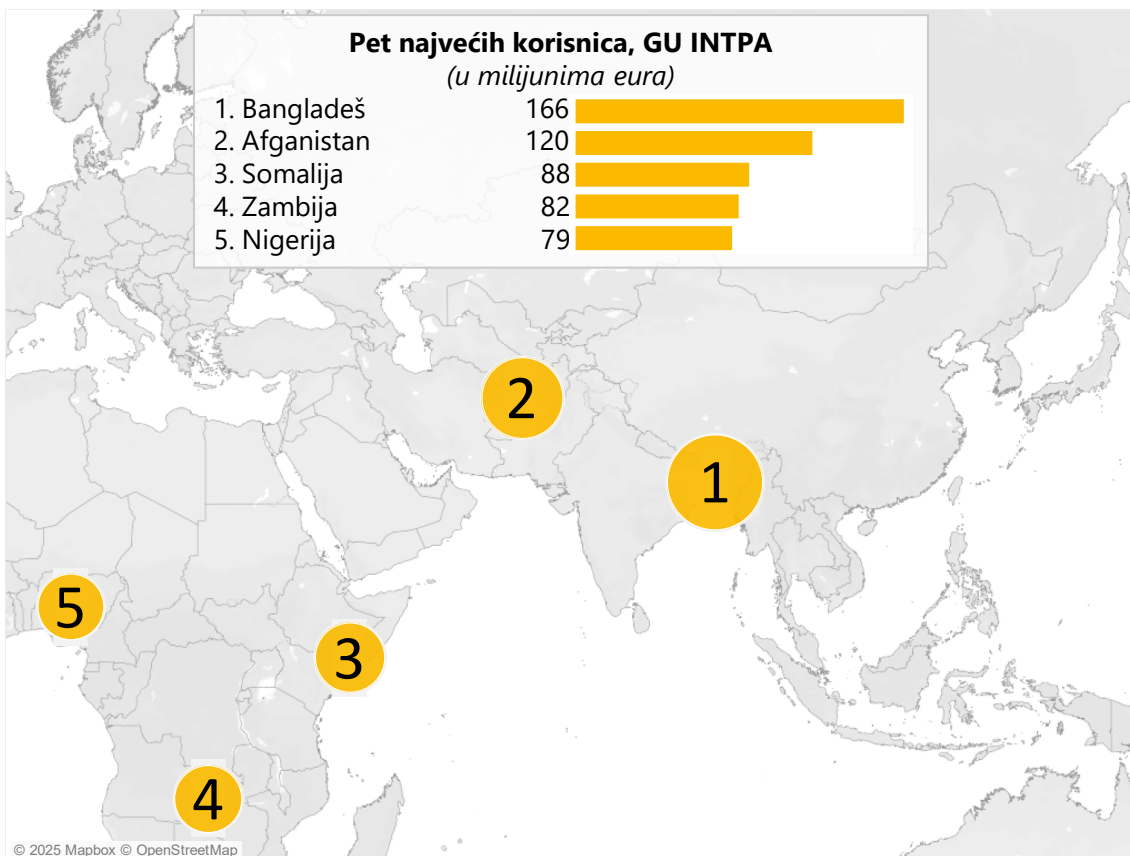 Pet najvećih korisnica, GU INTPA
(u milijunima eura)
1. Bangladeš 166
2. Afganistan 120
3. Somalija 88
4. Zambija 82
5. Nigerija 79
2
1
5
3
4
© 2025 Mapbox © OpenStreetMap